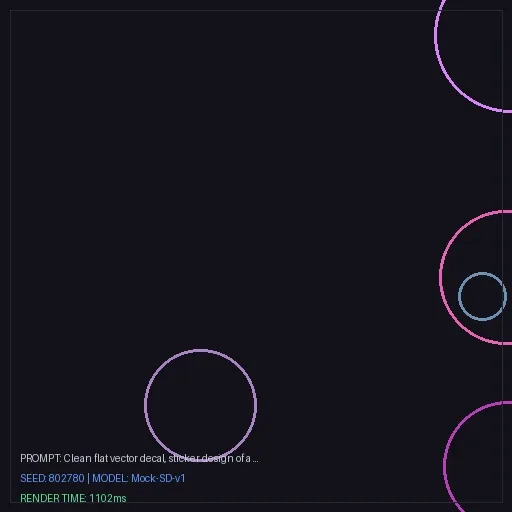 PROMPT: Clean flat vector decal, sticker design of a ...
SEED: 802780 | MODEL: Mock-SD-v1
RENDER TIME: 1102ms